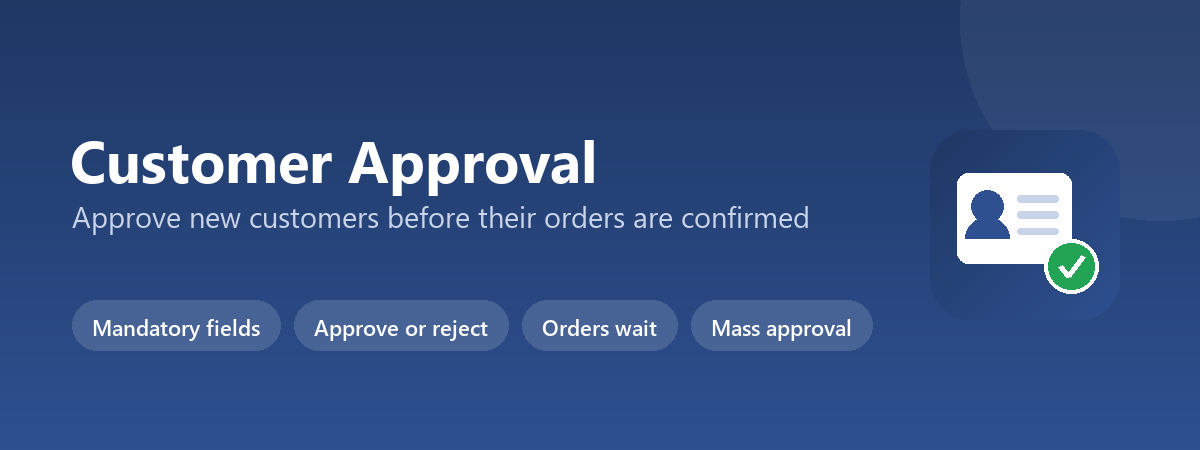 Customer Approval
Approve new customers before their orders are confirmed
Mandatory fields
Approve or reject
Orders wait
Mass approval